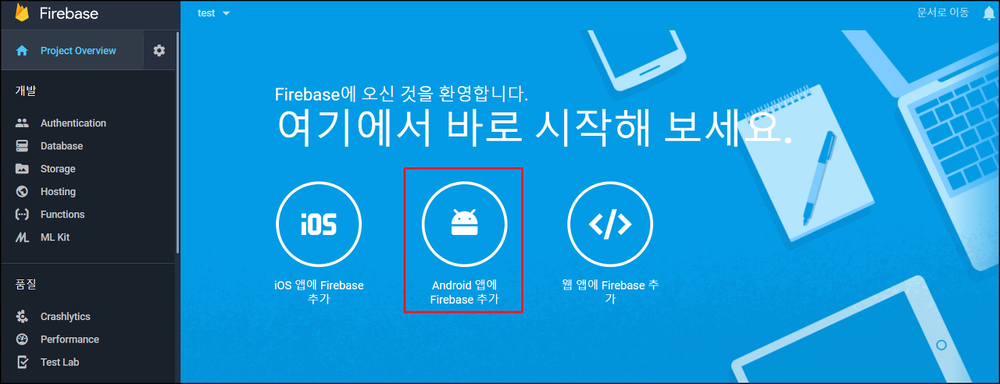 Firebase
test
문서로 이동
Project Overview
개발
Authentication
Database
Storage
Hosting
Functions
ML Kit
품질
Crashlytics
Performance
Test Lab
Firebase에 오신 것을 환영합니다.
여기에서 바로 시작해 보세요.
iOS
iOS 앱에 Firebase
추가
Android 앱에
Firebase 추가
웹 앱에 Firebase 추
가